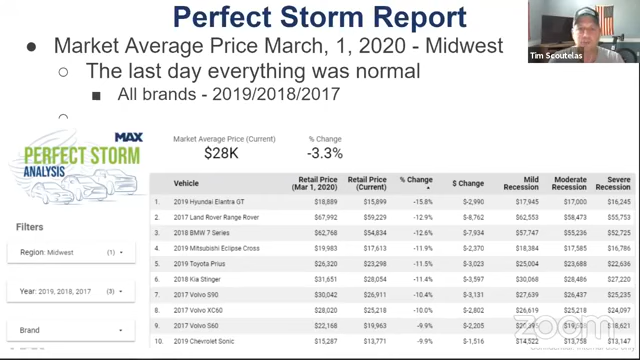 Perfect Storm Report
● Market Average Price March, 1, 2020 - Midwest
○ The last day everything was normal
■ All brands - 2019/2018/2017
Tim Scoutelas
MAX
PERFECT STORM
ANALYSIS
Market Average Price (Current) % Change
$28K -3.3%
Vehicle Retail Price (Mar 1, 2020) Retail Price (Current) % Change $ Change Mild Recession Moderate Recession Severe Recession
1. 2019 Hyundai Elantra GT $18,889 $15,899 -15.8% $-2,990 $17,945 $17,000 $16,245
2. 2017 Land Rover Range Rover $67,992 $59,229 -12.9% $-8,762 $62,553 $58,473 $55,753
3. 2018 BMW 7 Series $62,768 $54,834 -12.6% $-7,934 $57,747 $55,236 $52,725
4. 2019 Mitsubishi Eclipse Cross $19,983 $17,613 -11.9% $-2,370 $18,384 $17,585 $16,786
5. 2019 Toyota Prius $26,320 $23,298 -11.5% $-3,023 $25,004 $23,688 $22,636
6. 2018 Kia Stinger $31,651 $28,054 -11.4% $-3,597 $30,068 $28,486 $27,220
7. 2017 Volvo S90 $30,042 $26,911 -10.4% $-3,131 $27,639 $26,437 $25,235
8. 2017 Volvo XC60 $28,020 $25,218 -10.0% $-2,802 $26,619 $25,218 $24,097
9. 2017 Volvo S60 $22,168 $19,963 -9.9% $-2,205 $20,395 $18,621
10. 2019 Chevrolet Sonic $15,287 $13,771 -9.9% $-1,516 $14,522 $13,758 $13,147
Filters
Region: Midwest (1)
Year: 2019, 2018, 2017 (3)
Brand
zoom